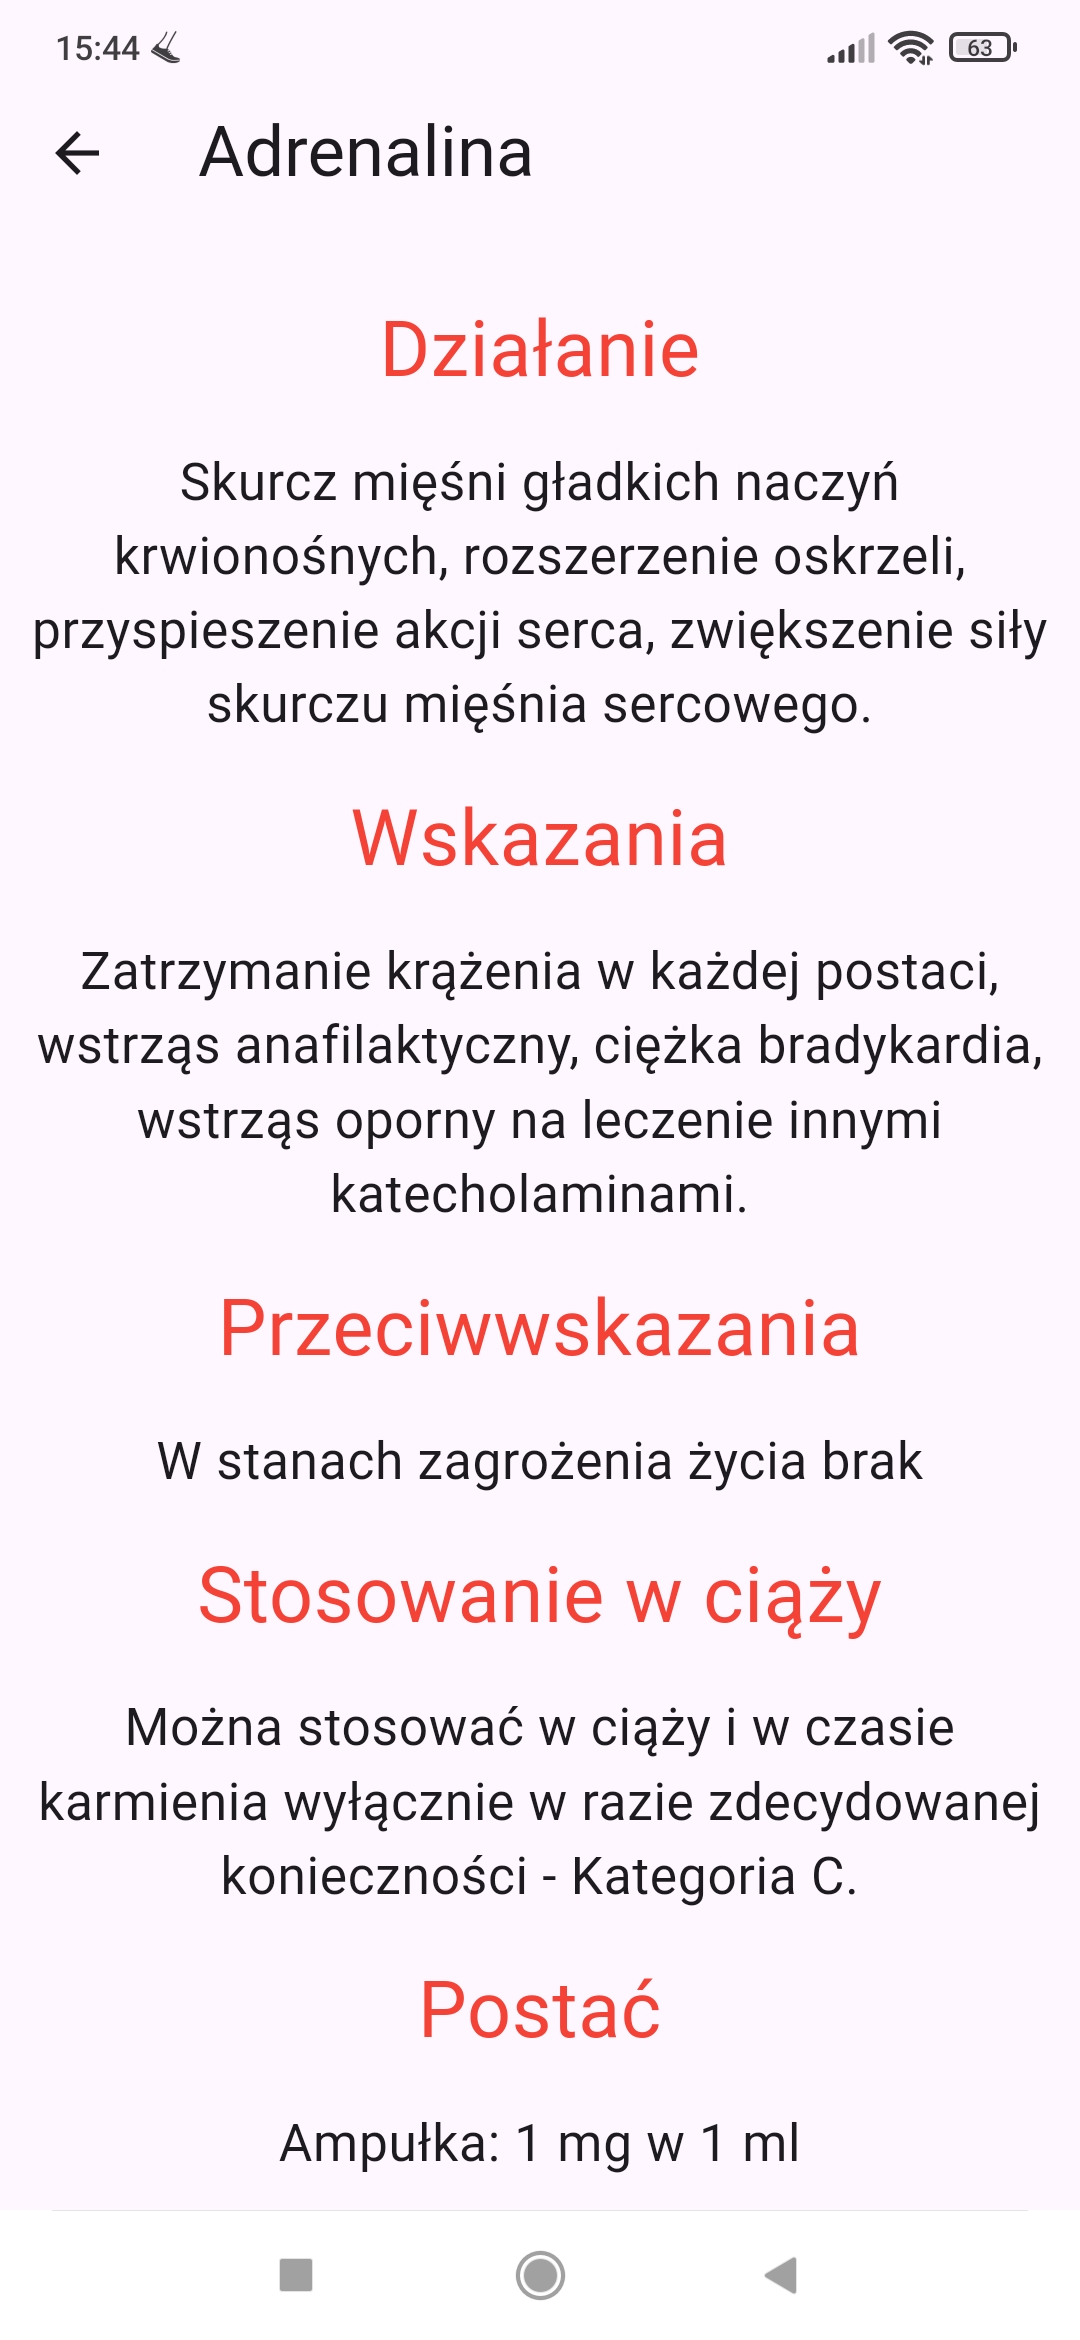 15:44
63
Adrenalina
Działanie
Skurcz mięśni gładkich naczyń
krwionośnych, rozszerzenie oskrzeli,
przyspieszenie akcji serca, zwiększenie siły
skurczu mięśnia sercowego.
Wskazania
Zatrzymanie krążenia w każdej postaci,
wstrząs anafilaktyczny, ciężka bradykardia,
wstrząs oporny na leczenie innymi
katecholaminami.
Przeciwwskazania
W stanach zagrożenia życia brak
Stosowanie w ciąży
Można stosować w ciąży i w czasie
karmienia wyłącznie w razie zdecydowanej
konieczności - Kategoria C.
Postać
Ampułka: 1 mg w 1 ml